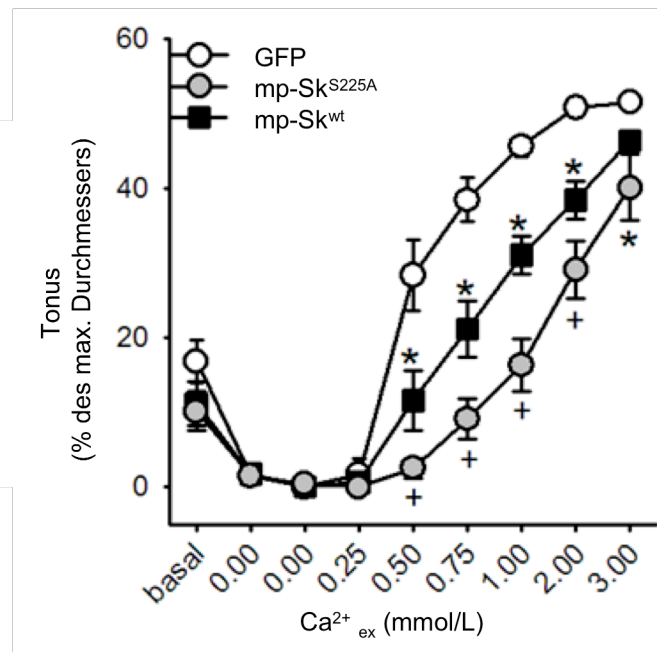 60
40
20
0
GFP
mp-Sk^S225A
mp-Sk^wt
* * * * *
+ + + +
Tonus
(% des max. Durchmessers)
basal 0.00 0.00 0.25 0.50 0.75 1.00 2.00 3.00
Ca²⁺ ex (mmol/L)